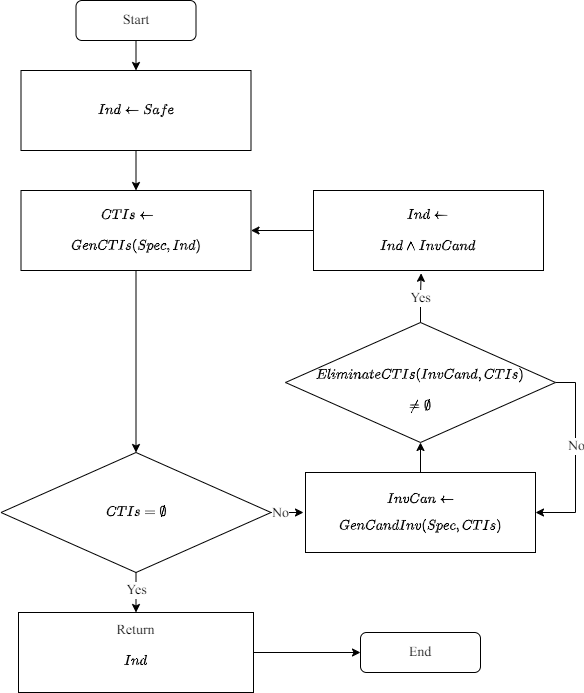 Start
Ind ← Safe
CTIs ←
GenCTIs(Spec, Ind)
Ind ←
Ind ∧ InvCand
Yes
EliminateCTIs(InvCand, CTIs)
≠ ∅
No
InvCan ←
GenCandInv(Spec, CTIs)
CTIs = ∅
No
Yes
Return
Ind
End